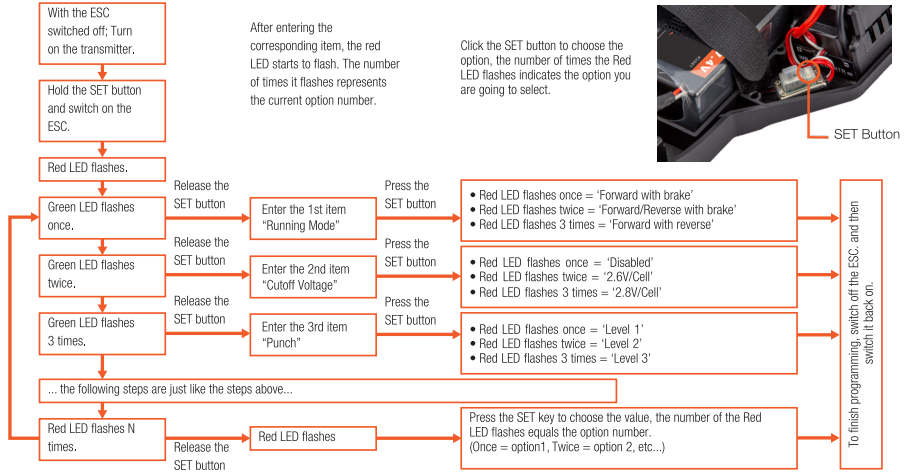 With the ESC
switched off; Turn
on the transmitter.
After entering the
corresponding item, the red
LED starts to flash. The number
of times it flashes represents
the current option number.
Click the SET button to choose the
option, the number of times the Red
LED flashes indicates the option you
are going to select.
SET Button
Hold the SET button
and switch on the
ESC.
Red LED flashes.
Green LED flashes
once.
Release the
SET button
Enter the 1st item
“Running Mode”
Press the
SET button
• Red LED flashes once = ‘Forward with brake’
• Red LED flashes twice = ‘Forward/Reverse with brake’
• Red LED flashes 3 times = ‘Forward with reverse’
Green LED flashes
twice.
Release the
SET button
Enter the 2nd item
“Cutoff Voltage”
Press the
SET button
• Red LED flashes once = ‘Disabled’
• Red LED flashes twice = ‘2.6V/Cell’
• Red LED flashes 3 times = ‘2.8V/Cell’
Green LED flashes
3 times.
Release the
SET button
Enter the 3rd item
“Punch”
Press the
SET button
• Red LED flashes once = ‘Level 1’
• Red LED flashes twice = ‘Level 2’
• Red LED flashes 3 times = ‘Level 3’
... the following steps are just like the steps above...
Red LED flashes N
times.
Release the
SET button
Red LED flashes
Press the SET key to choose the value, the number of the Red
LED flashes equals the option number.
(Once = option1, Twice = option 2, etc...)
To finish programming, switch off the ESC. and then
switch it back on.